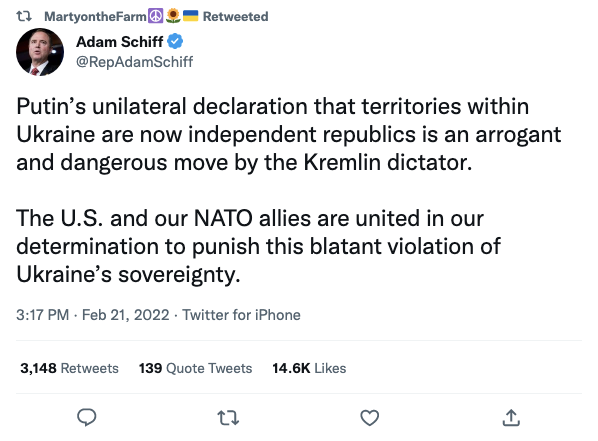 MartyontheFarm☮️🌻🇺🇦 Retweeted
Adam Schiff
@RepAdamSchiff
Putin’s unilateral declaration that territories within
Ukraine are now independent republics is an arrogant
and dangerous move by the Kremlin dictator.
The U.S. and our NATO allies are united in our
determination to punish this blatant violation of
Ukraine’s sovereignty.
3:17 PM · Feb 21, 2022 · Twitter for iPhone
3,148 Retweets 139 Quote Tweets 14.6K Likes